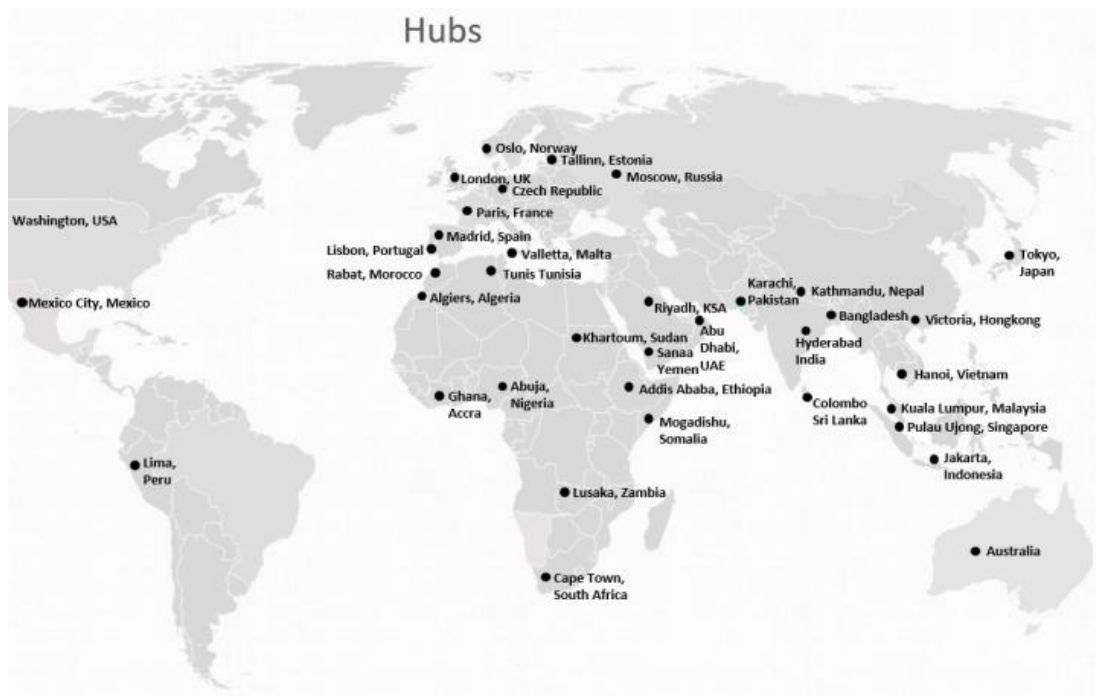 Hubs
Oslo, Norway
Tallinn, Estonia
London, UK
Moscow, Russia
Czech Republic
Washington, USA
Paris, France
Madrid, Spain
Lisbon, Portugal
Valletta, Malta
Tokyo,
Japan
Rabat, Morocco
Tunis Tunisia
Mexico City, Mexico
Algiers, Algeria
Riyadh, KSA
Karachi,
Pakistan
Kathmandu, Nepal
Bangladesh
Victoria, Hongkong
Khartoum, Sudan
Abu
Dhabi,
UAE
Sanaa
Yemen
Hyderabad
India
Hanoi, Vietnam
Ghana,
Accra
Abuja,
Nigeria
Addis Ababa, Ethiopia
Colombo
Sri Lanka
Kuala Lumpur, Malaysia
Mogadishu,
Somalia
Pulau Ujong, Singapore
Lima,
Peru
Jakarta,
Indonesia
Lusaka, Zambia
Australia
Cape Town,
South Africa